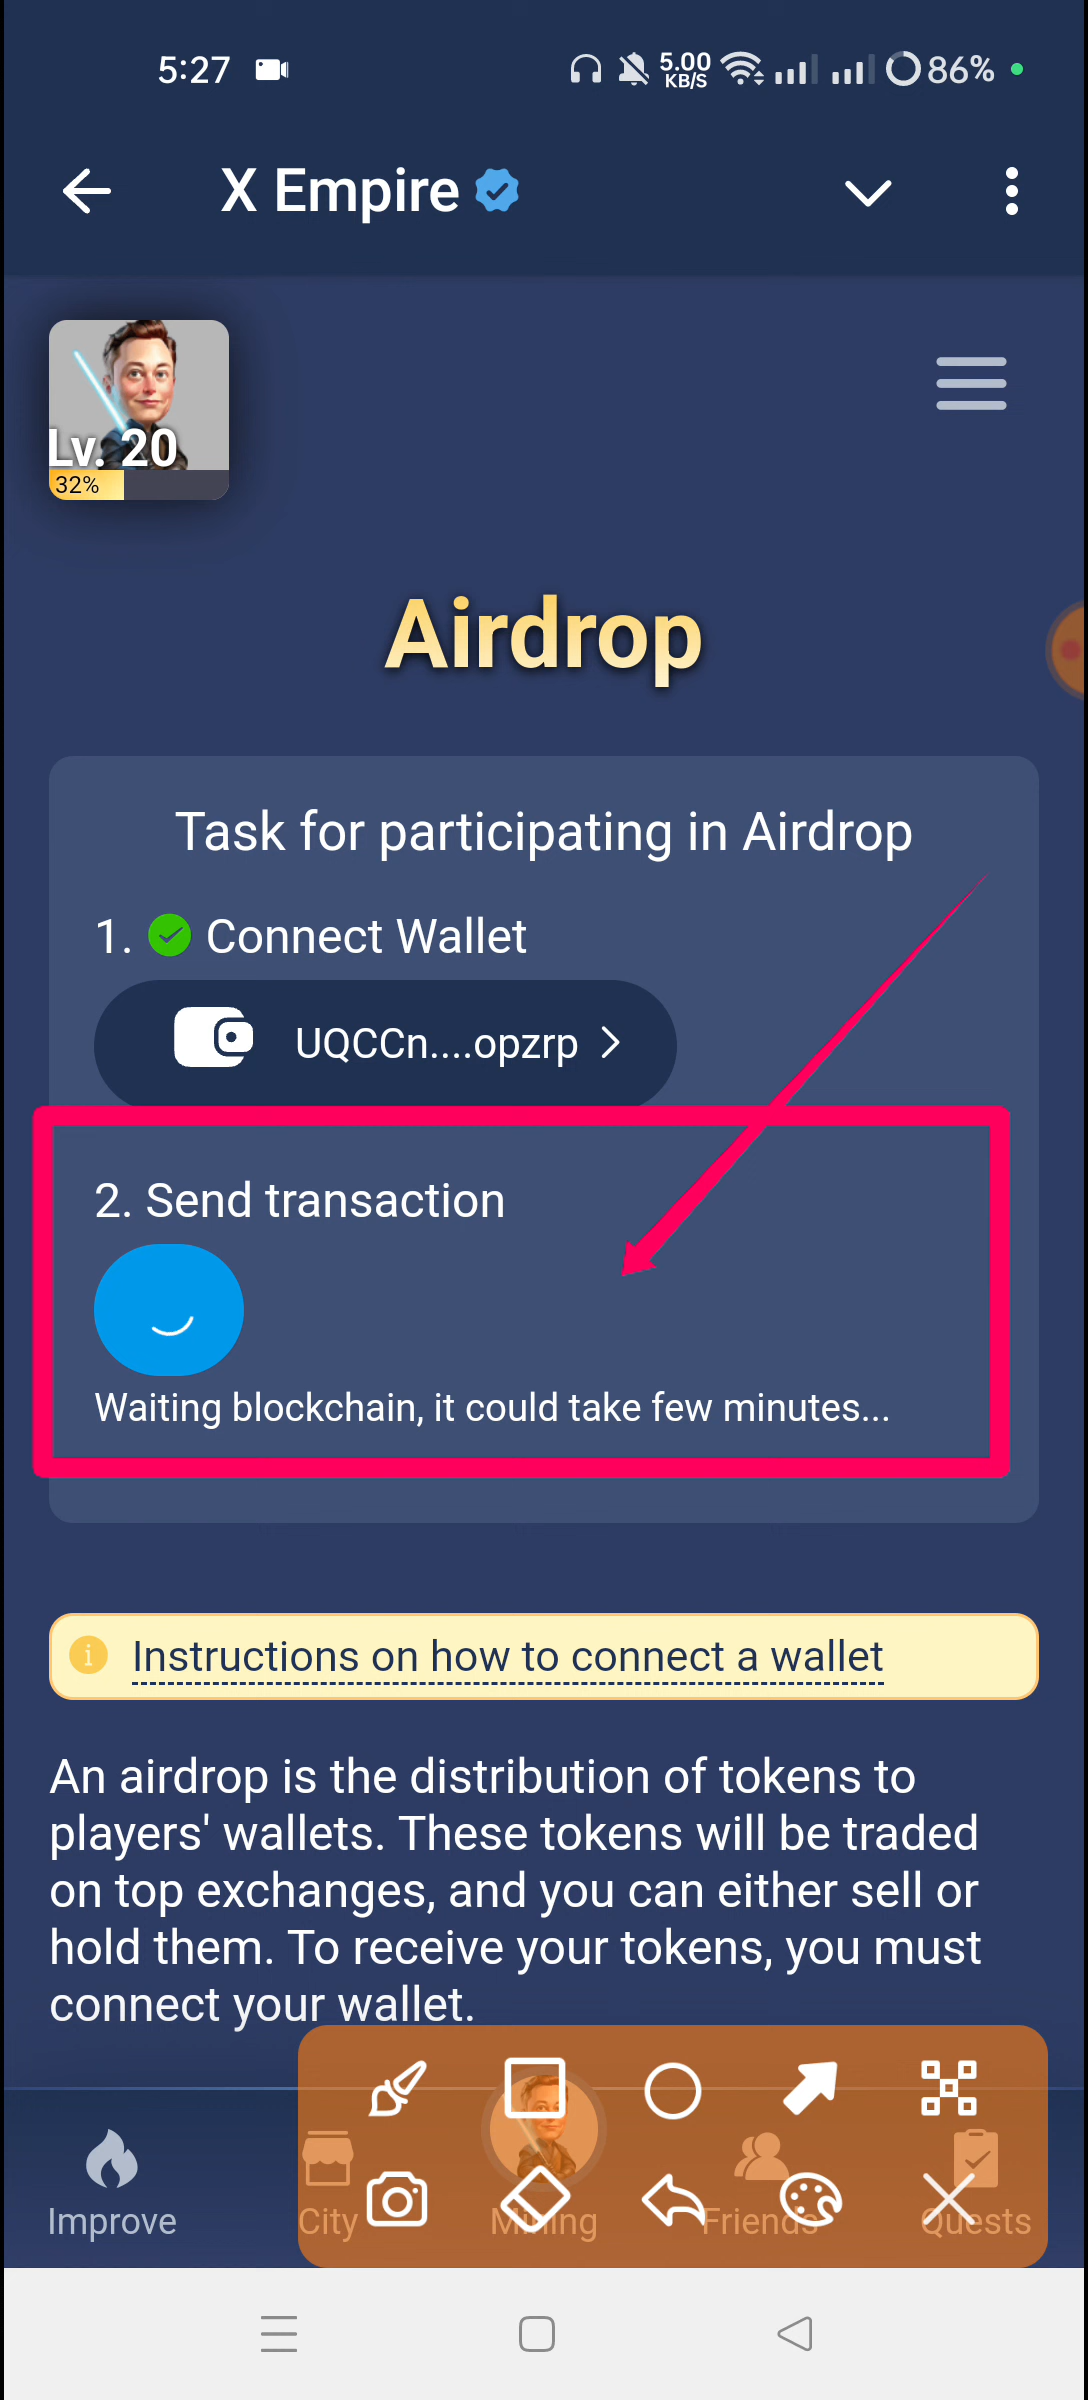 5:27
5.00
KB/S
86%
X Empire
Lv. 20
32%
Airdrop
Task for participating in Airdrop
1. Connect Wallet
UQCCn....opzrp
2. Send transaction
Waiting blockchain, it could take few minutes...
Instructions on how to connect a wallet
An airdrop is the distribution of tokens to
players' wallets. These tokens will be traded
on top exchanges, and you can either sell or
hold them. To receive your tokens, you must
connect your wallet.
Improve
City
Mining
Friends
Quests